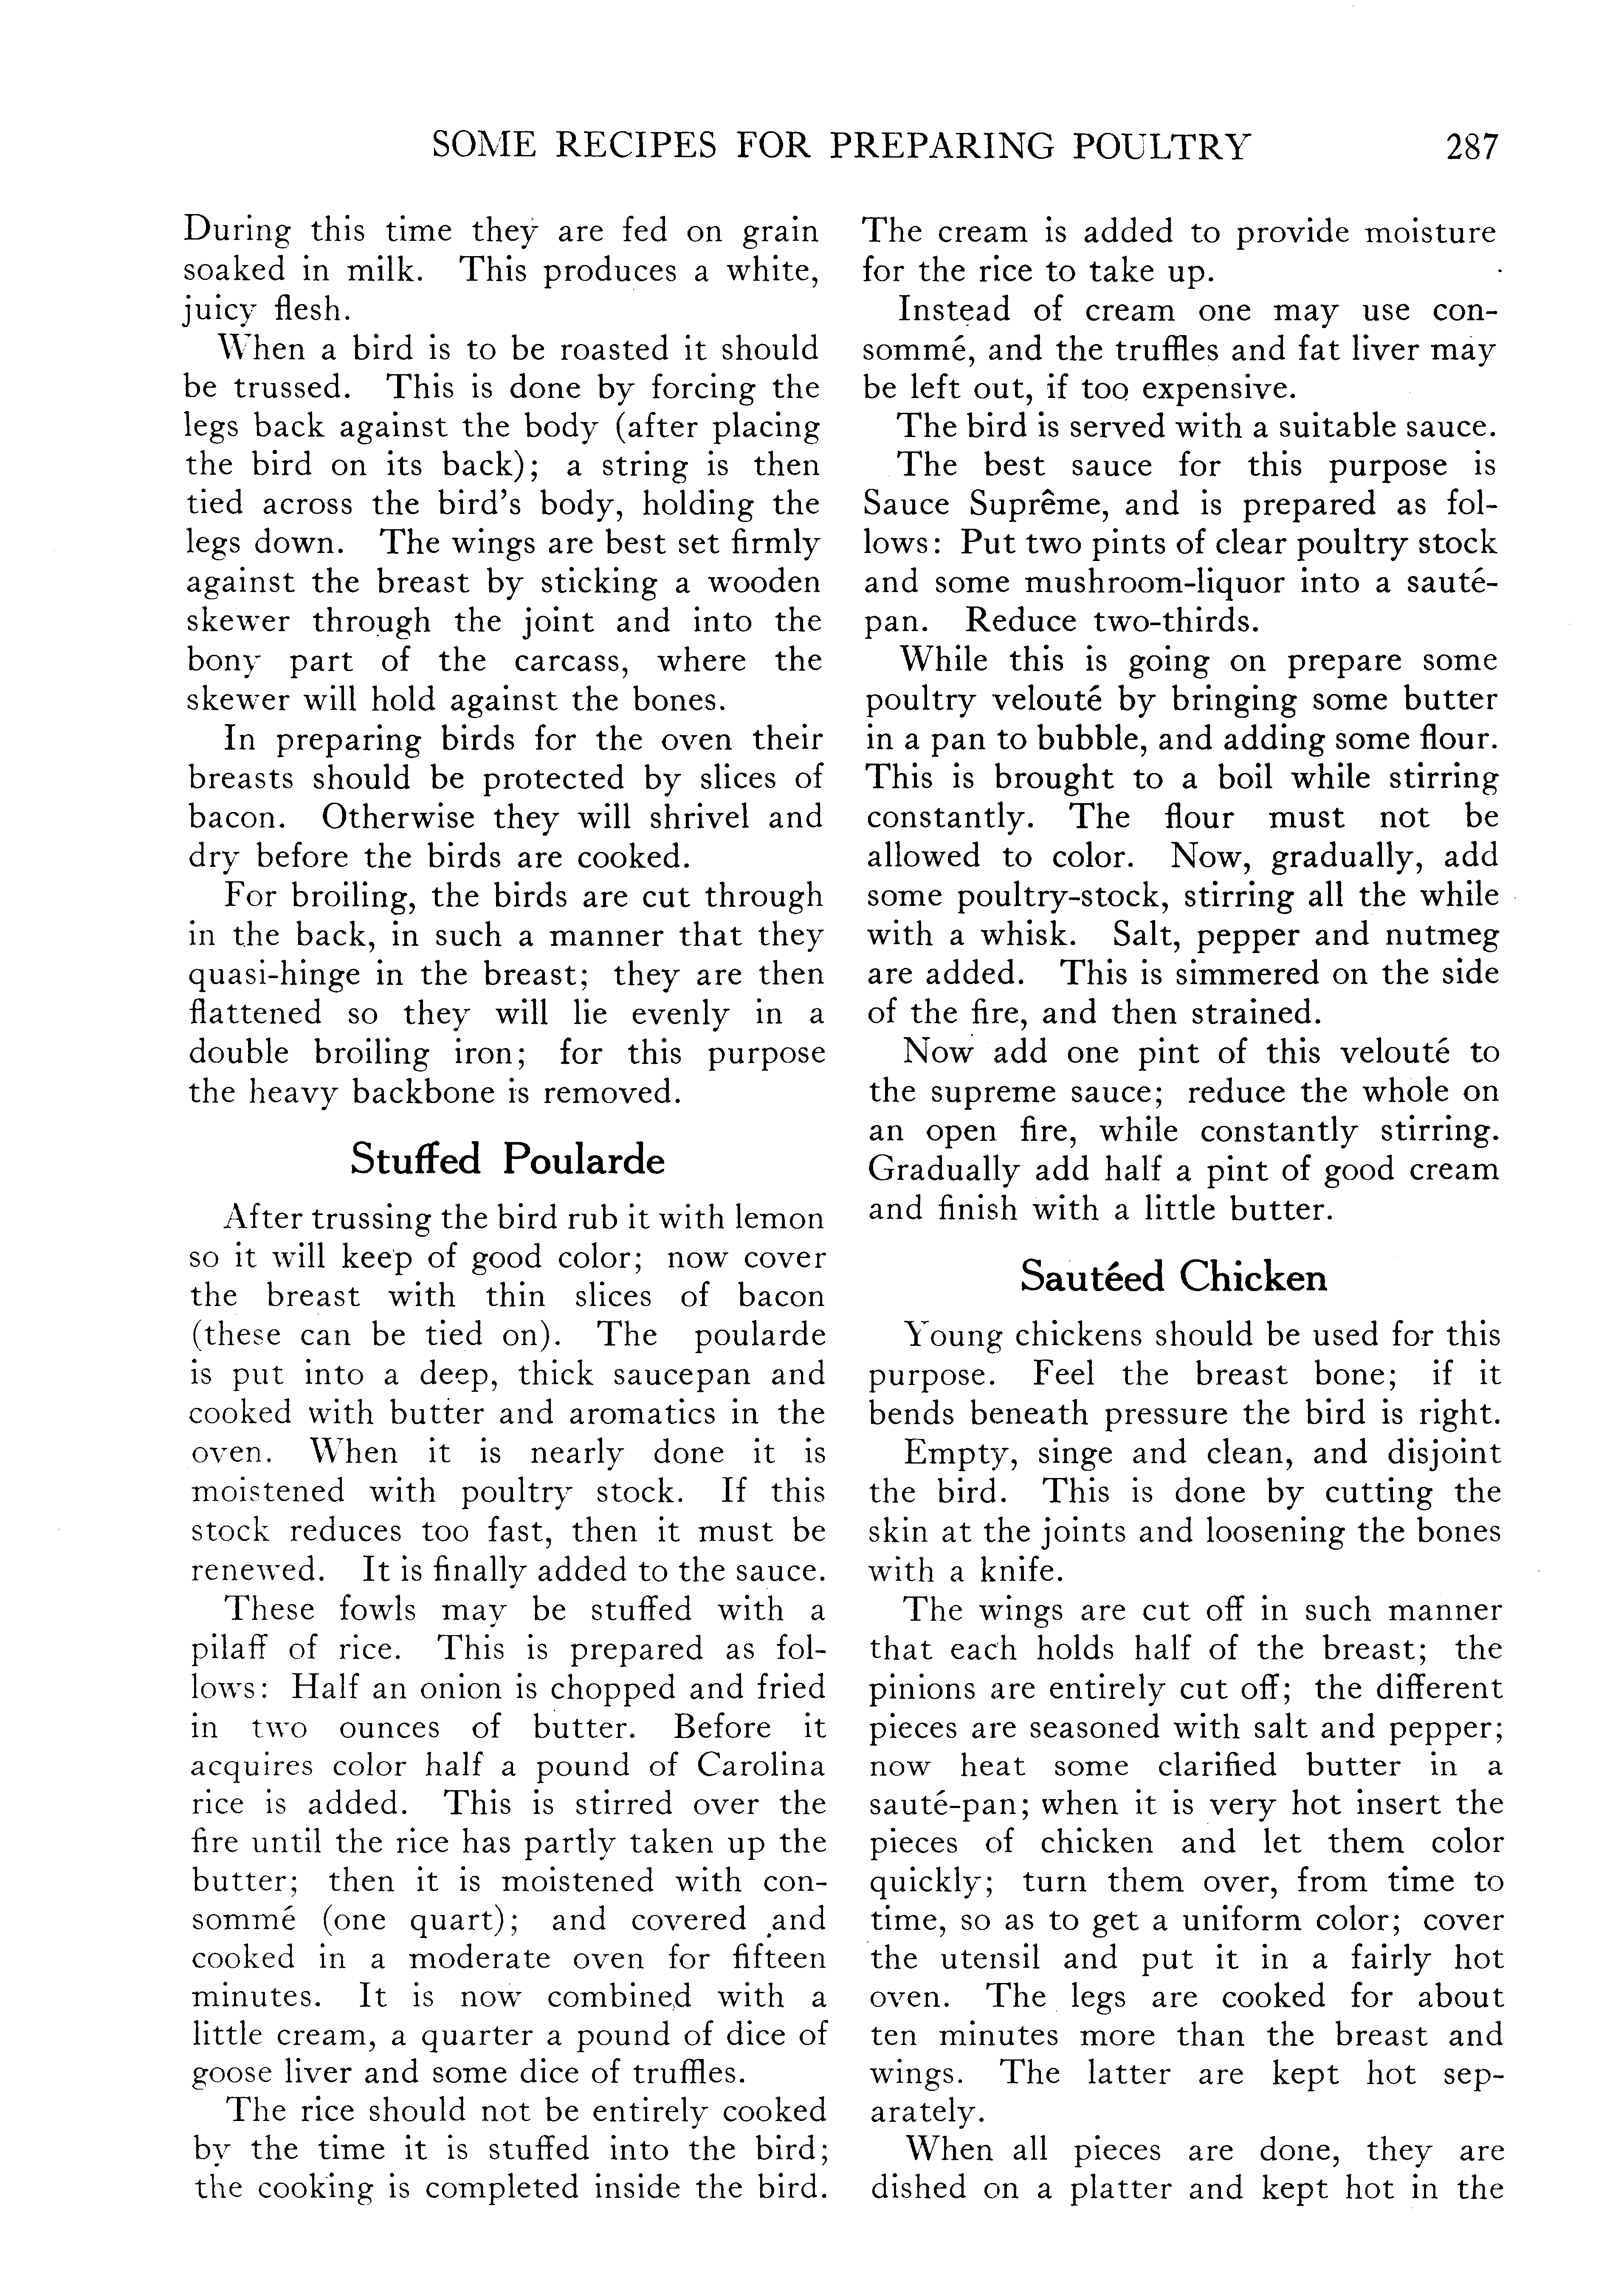 SOME RECIPES FOR PREPARING POULTRY 287
During this time they are fed on grain
soaked in milk. This produces a white,
juicy flesh.
When a bird is to be roasted it should
be trussed. This is done by forcing the
legs back against the body (after placing
the bird on its back); a string is then
tied across the bird's body, holding the
legs down. The wings are best set firmly
against the breast by sticking a wooden
skewer through the joint and into the
bony part of the carcass, where the
skewer will hold against the bones.
In preparing birds for the oven their
breasts should be protected by slices of
bacon. Otherwise they will shrivel and
dry before the birds are cooked.
For broiling, the birds are cut through
in the back, in such a manner that they
quasi-hinge in the breast; they are then
flattened so they will lie evenly in a
double broiling iron; for this purpose
the heavy backbone is removed.
Stuffed Poularde
After trussing the bird rub it with lemon
so it will keep of good color; now cover
the breast with thin slices of bacon
(these can be tied on). The poularde
is put into a deep, thick saucepan and
cooked with butter and aromatics in the
oven. When it is nearly done it is
moistened with poultry stock. If this
stock reduces too fast, then it must be
renewed. It is finally added to the sauce.
These fowls may be stuffed with a
pilaff of rice. This is prepared as fol-
lows: Half an onion is chopped and fried
in two ounces of butter. Before it
acquires color half a pound of Carolina
rice is added. This is stirred over the
fire until the rice has partly taken up the
butter; then it is moistened with con-
sommé (one quart); and covered and
cooked in a moderate oven for fifteen
minutes. It is now combined with a
little cream, a quarter a pound of dice of
goose liver and some dice of truffles.
The rice should not be entirely cooked
by the time it is stuffed into the bird;
the cooking is completed inside the bird.
The cream is added to provide moisture
for the rice to take up.
Instead of cream one may use con-
sommé, and the truffles and fat liver may
be left out, if too expensive.
The bird is served with a suitable sauce.
The best sauce for this purpose is
Sauce Suprême, and is prepared as fol-
lows: Put two pints of clear poultry stock
and some mushroom-liquor into a sauté-
pan. Reduce two-thirds.
While this is going on prepare some
poultry velouté by bringing some butter
in a pan to bubble, and adding some flour.
This is brought to a boil while stirring
constantly. The flour must not be
allowed to color. Now, gradually, add
some poultry-stock, stirring all the while
with a whisk. Salt, pepper and nutmeg
are added. This is simmered on the side
of the fire, and then strained.
Now add one pint of this velouté to
the supreme sauce; reduce the whole on
an open fire, while constantly stirring.
Gradually add half a pint of good cream
and finish with a little butter.
Sautéed Chicken
Young chickens should be used for this
purpose. Feel the breast bone; if it
bends beneath pressure the bird is right.
Empty, singe and clean, and disjoint
the bird. This is done by cutting the
skin at the joints and loosening the bones
with a knife.
The wings are cut off in such manner
that each holds half of the breast; the
pinions are entirely cut off; the different
pieces are seasoned with salt and pepper;
now heat some clarified butter in a
sauté-pan; when it is very hot insert the
pieces of chicken and let them color
quickly; turn them over, from time to
time, so as to get a uniform color; cover
the utensil and put it in a fairly hot
oven. The legs are cooked for about
ten minutes more than the breast and
wings. The latter are kept hot sep-
arately.
When all pieces are done, they are
dished on a platter and kept hot in the